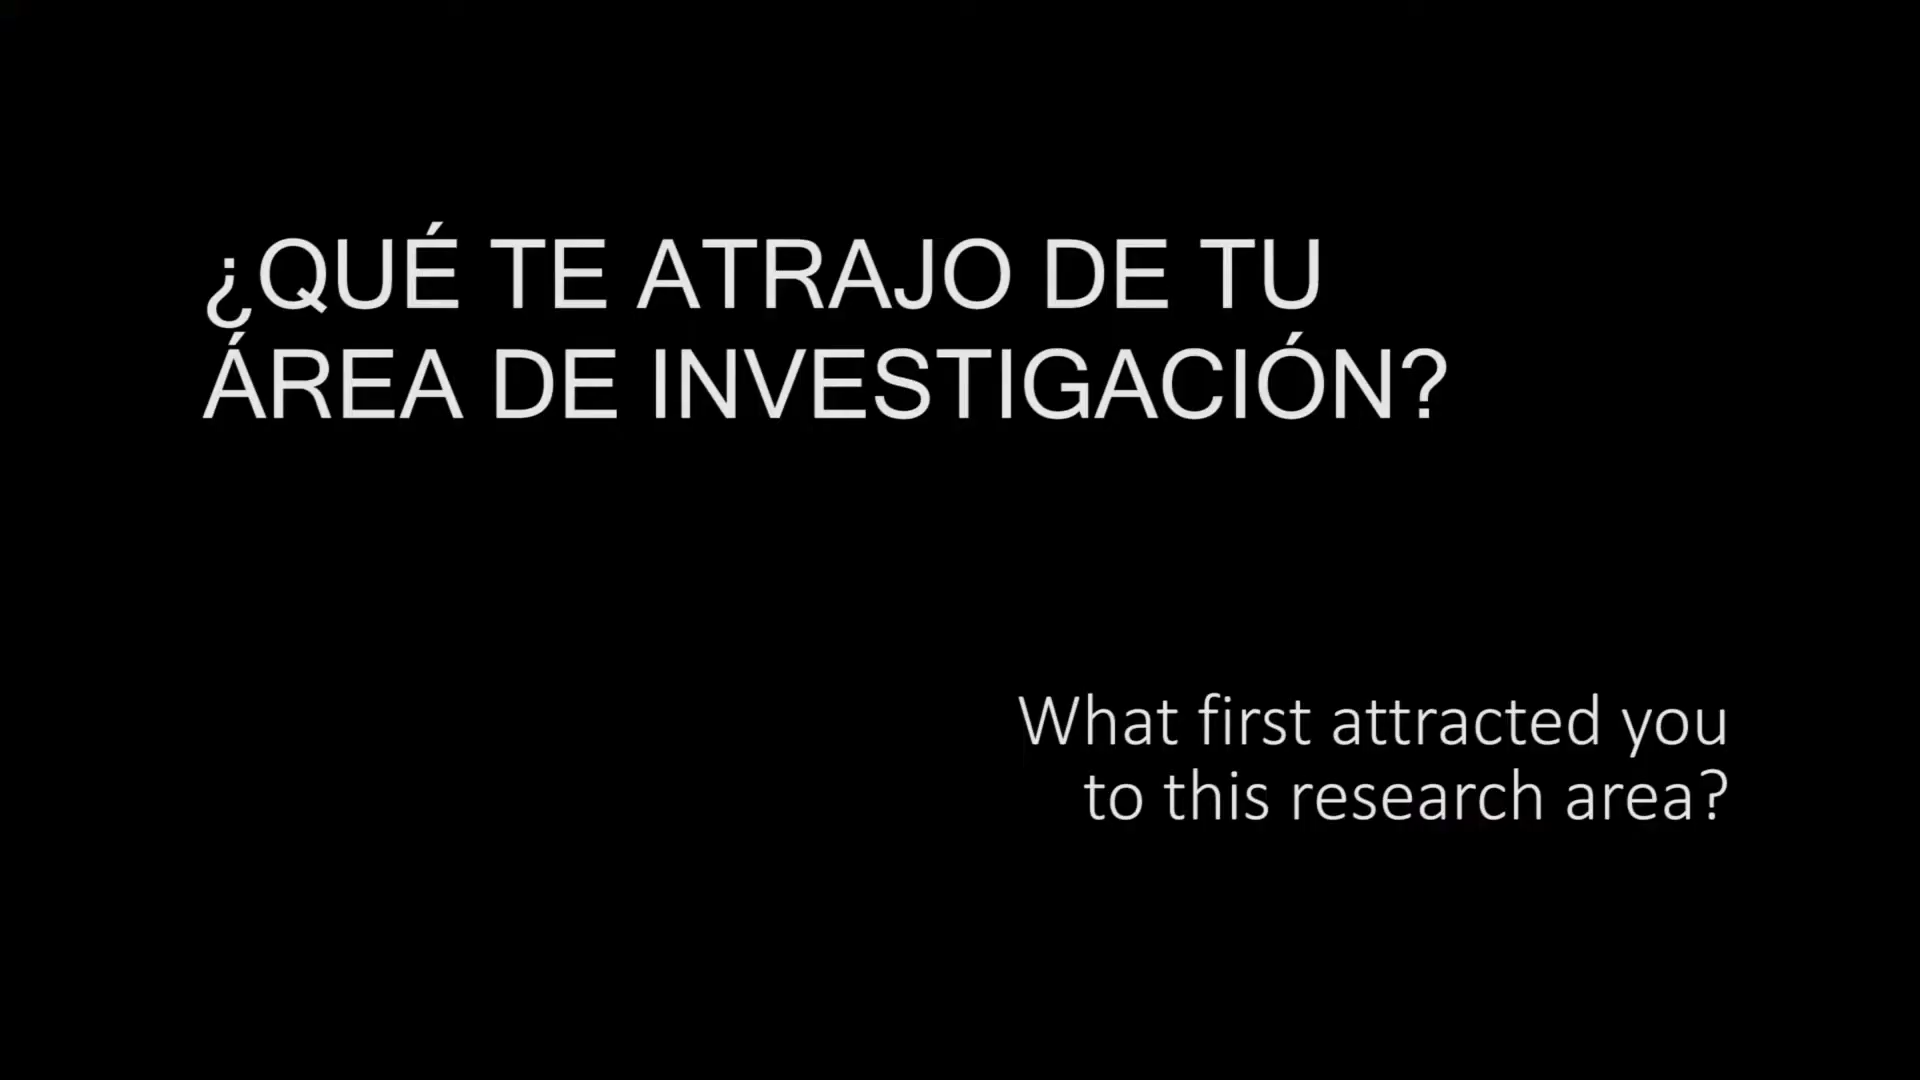 ¿QUÉ TE ATRAJO DE TU
ÁREA DE INVESTIGACIÓN?
What first attracted you
to this research area?